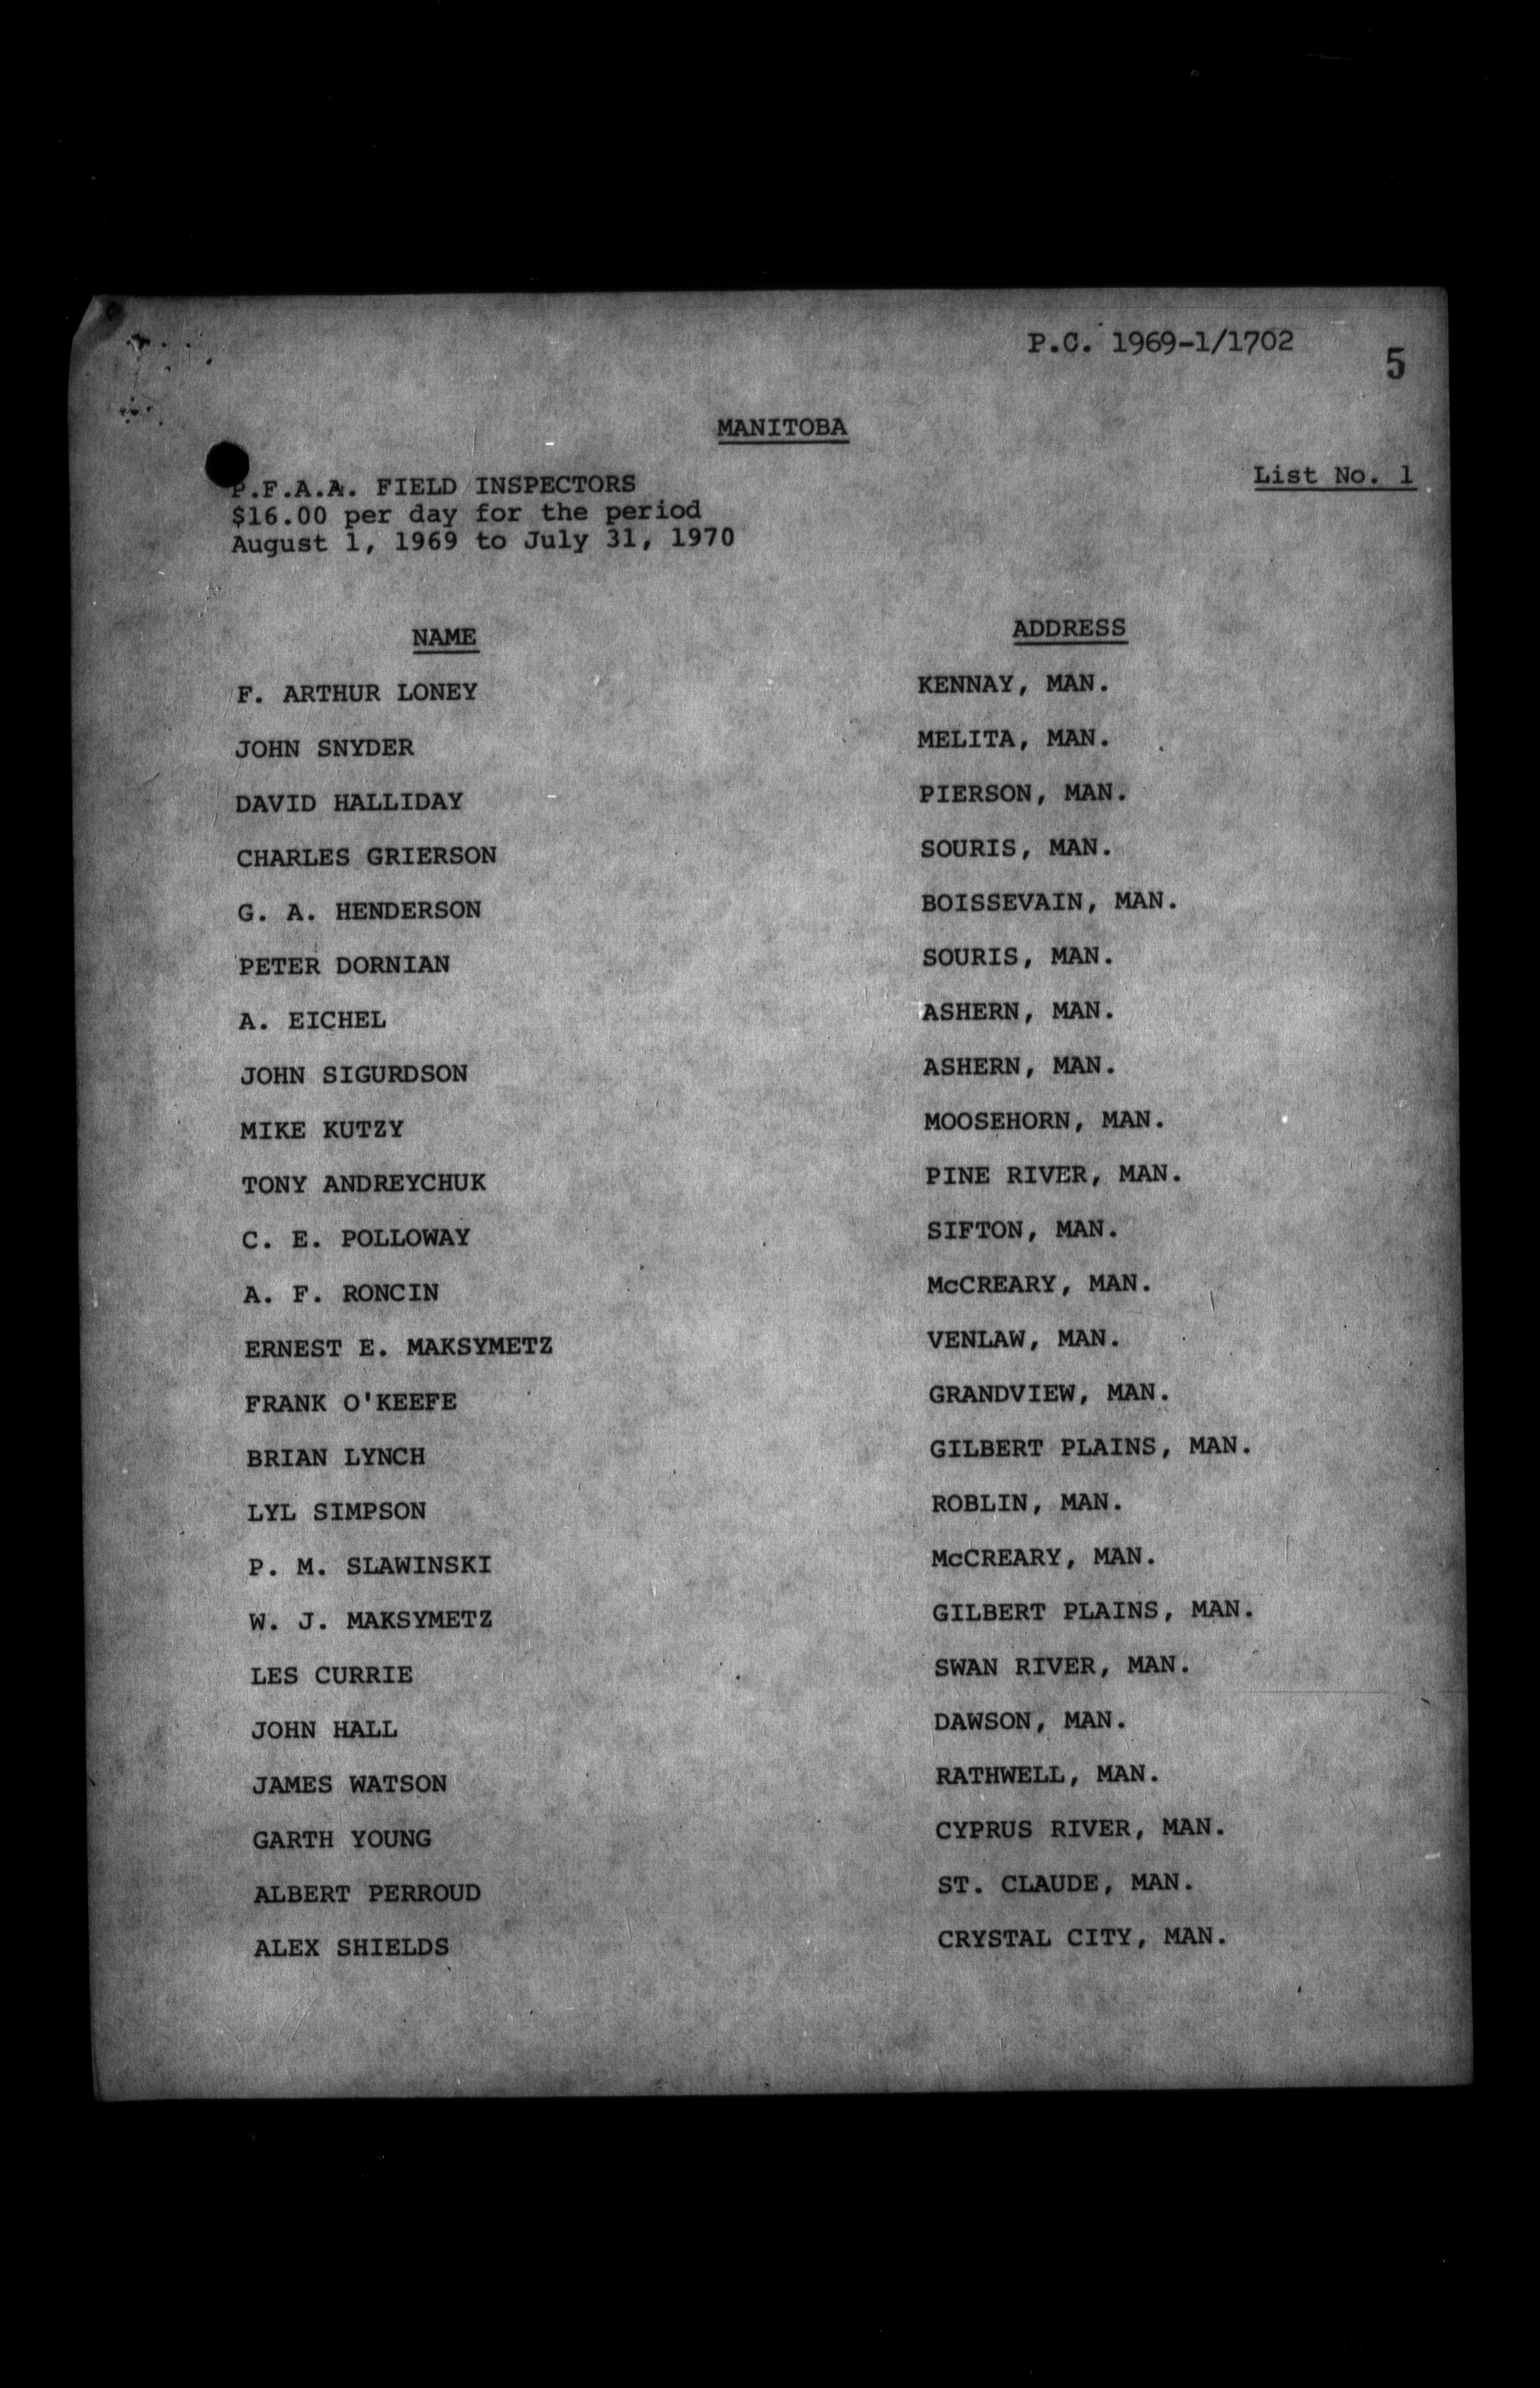 P.C. 1969-1/1702
5
MANITOBA
List No. 1
P.F.A.A. FIELD INSPECTORS
$16.00 per day for the period
August 1, 1969 to July 31, 1970
NAME ADDRESS
F. ARTHUR LONEY KENNAY, MAN.
JOHN SNYDER MELITA, MAN.
DAVID HALLIDAY PIERSON, MAN.
CHARLES GRIERSON SOURIS, MAN.
G. A. HENDERSON BOISSEVAIN, MAN.
PETER DORNIAN SOURIS, MAN.
A. EICHEL ASHERN, MAN.
JOHN SIGURDSON ASHERN, MAN.
MIKE KUTZY MOOSEHORN, MAN.
TONY ANDREYCHUK PINE RIVER, MAN.
C. E. POLLOWAY SIFTON, MAN.
A. F. RONCIN McCREARY, MAN.
ERNEST E. MAKSYMETZ VENLAW, MAN.
FRANK O'KEEFE GRANDVIEW, MAN.
BRIAN LYNCH GILBERT PLAINS, MAN.
LYL SIMPSON ROBLIN, MAN.
P. M. SLAWINSKI McCREARY, MAN.
W. J. MAKSYMETZ GILBERT PLAINS, MAN.
LES CURRIE SWAN RIVER, MAN.
JOHN HALL DAWSON, MAN.
JAMES WATSON RATHWELL, MAN.
GARTH YOUNG CYPRUS RIVER, MAN.
ALBERT PERROUD ST. CLAUDE, MAN.
ALEX SHIELDS CRYSTAL CITY, MAN.